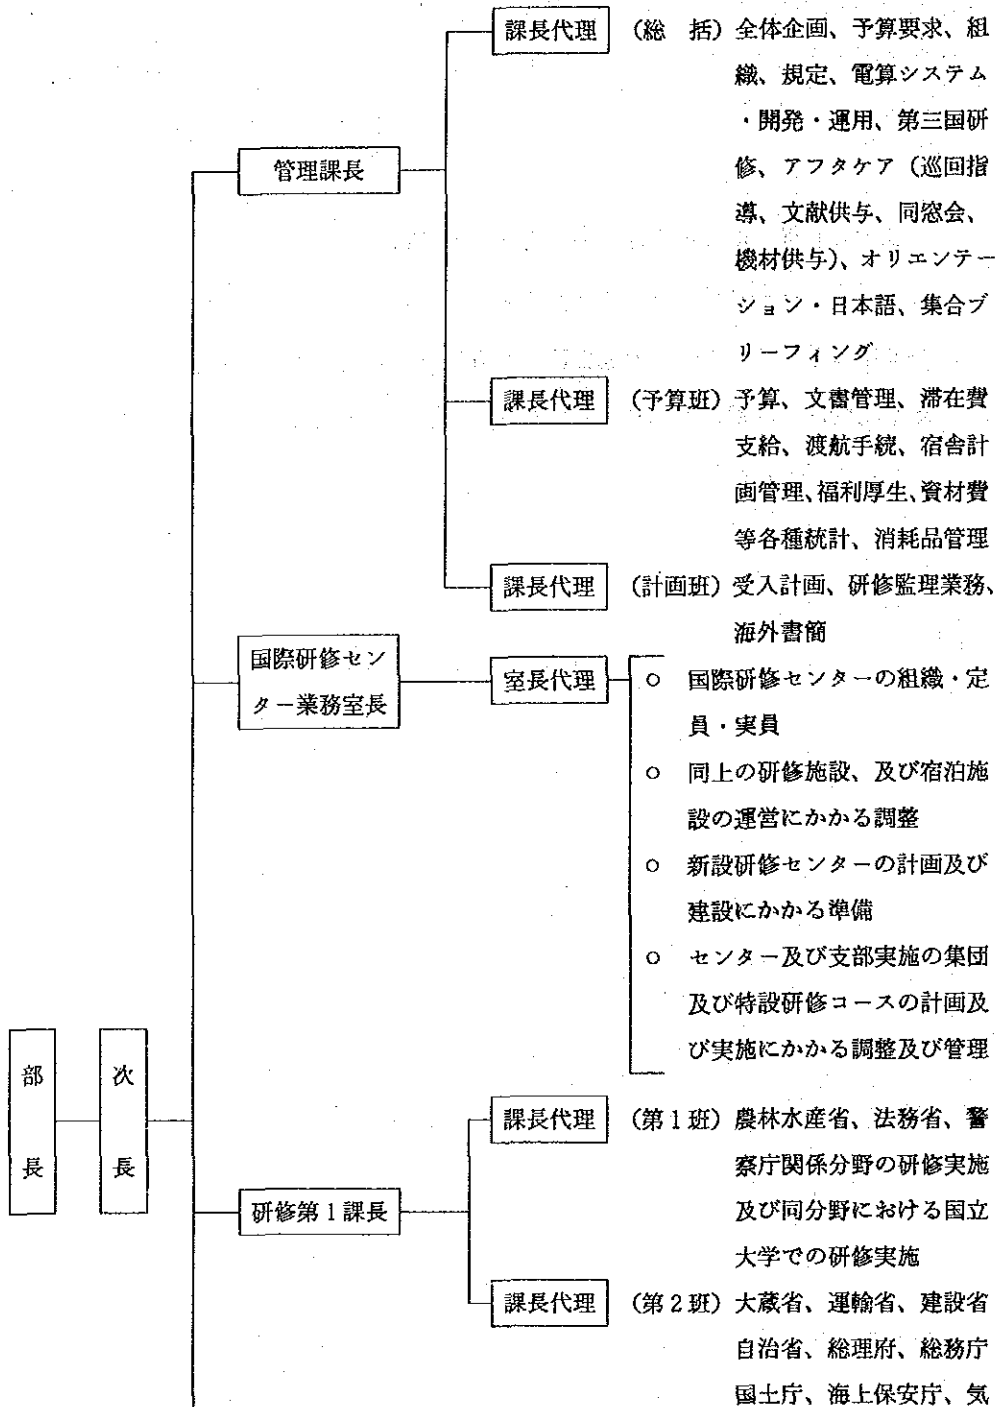 課長代理 (総 括) 全体企画、予算要求、組
織、規定、電算システム
・開発・運用、第三国研
修、アフタケア(巡回指
導、文献供与、同窓会、
機材供与)、オリエンテー
ション・日本語、集合ブ
リーフィング
管理課長
課長代理 (予算班) 予算、文書管理、滞在費
支給、渡航手続、宿舎計
画管理、福利厚生、資材費
等各種統計、消耗品管理
課長代理 (計画班) 受入計画、研修監理業務、
海外書簡
国際研修セン
ター業務室長
室長代理
○ 国際研修センターの組織・定
員・実員
○ 同上の研修施設、及び宿泊施
設の運営にかかる調整
○ 新設研修センターの計画及び
建設にかかる準備
○ センター及び支部実施の集団
及び特設研修コースの計画及
び実施にかかる調整及び管理
部長
次長
研修第1課長
課長代理 (第1班) 農林水産省、法務省、警
察庁関係分野の研修実施
及び同分野における国立
大学での研修実施
課長代理 (第2班) 大蔵省、運輸省、建設省
自治省、総理府、総務庁
国土庁、海上保安庁、気